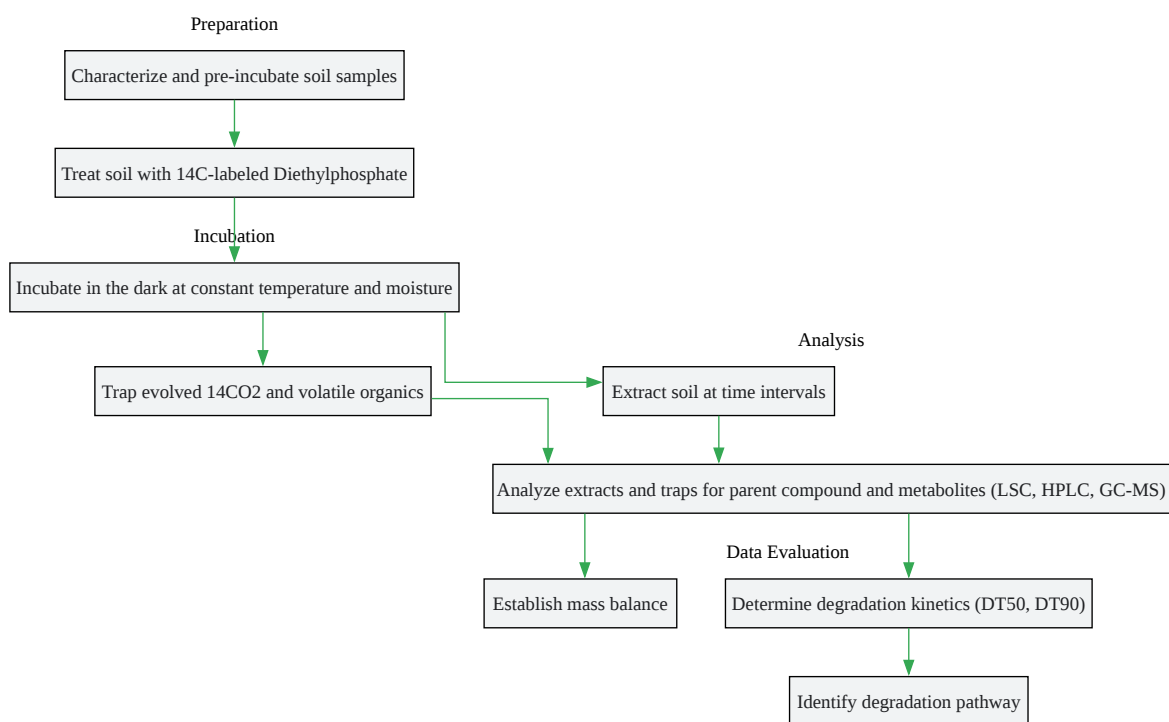 Preparation
Characterize and pre-incubate soil samples
Treat soil with 14C-labeled Diethylphosphate
Incubation
Incubate in the dark at constant temperature and moisture
Analysis
Trap evolved 14CO2 and volatile organics
Extract soil at time intervals
Analyze extracts and traps for parent compound and metabolites (LSC, HPLC, GC-MS)
Data Evaluation
Establish mass balance
Determine degradation kinetics (DT50, DT90)
Identify degradation pathway